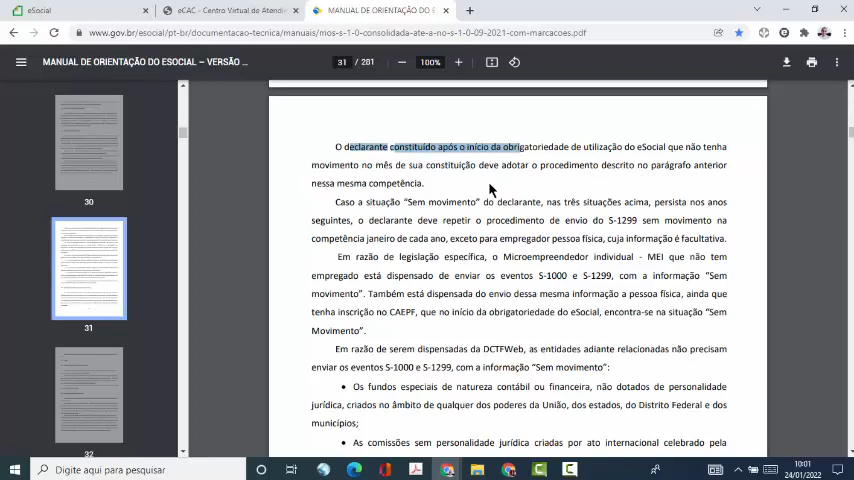 eSocial
eCAC - Centro Virtual de Atendi
MANUAL DE ORIENTAÇÃO DO E
www.gov.br/esocial/pt-br/documentacao-tecnica/manuais/mos-s-1-0-consolidada-ate-a-no-s-1-0-09-2021-com-marcacoes.pdf
MANUAL DE ORIENTAÇÃO DO ESOCIAL – VERSÃO ...
31 / 281
100%
30
31
32
O declarante constituído após o início da obrigatoriedade de utilização do eSocial que não tenha
movimento no mês de sua constituição deve adotar o procedimento descrito no parágrafo anterior
nessa mesma competência.
Caso a situação “Sem movimento” do declarante, nas três situações acima, persista nos anos
seguintes, o declarante deve repetir o procedimento de envio do S-1299 sem movimento na
competência janeiro de cada ano, exceto para empregador pessoa física, cuja informação é facultativa.
Em razão de legislação específica, o Microempreendedor individual - MEI que não tem
empregado está dispensado de enviar os eventos S-1000 e S-1299, com a informação “Sem
movimento”. Também está dispensada do envio dessa mesma informação a pessoa física, ainda que
tenha inscrição no CAEPF, que no início da obrigatoriedade do eSocial, encontra-se na situação “Sem
Movimento”.
Em razão de serem dispensadas da DCTFWeb, as entidades adiante relacionadas não precisam
enviar os eventos S-1000 e S-1299, com a informação “Sem movimento”:
• Os fundos especiais de natureza contábil ou financeira, não dotados de personalidade
jurídica, criados no âmbito de qualquer dos poderes da União, dos estados, do Distrito Federal e dos
municípios;
• As comissões sem personalidade jurídica criadas por ato internacional celebrado pela
Digite aqui para pesquisar
10:01
24/01/2022